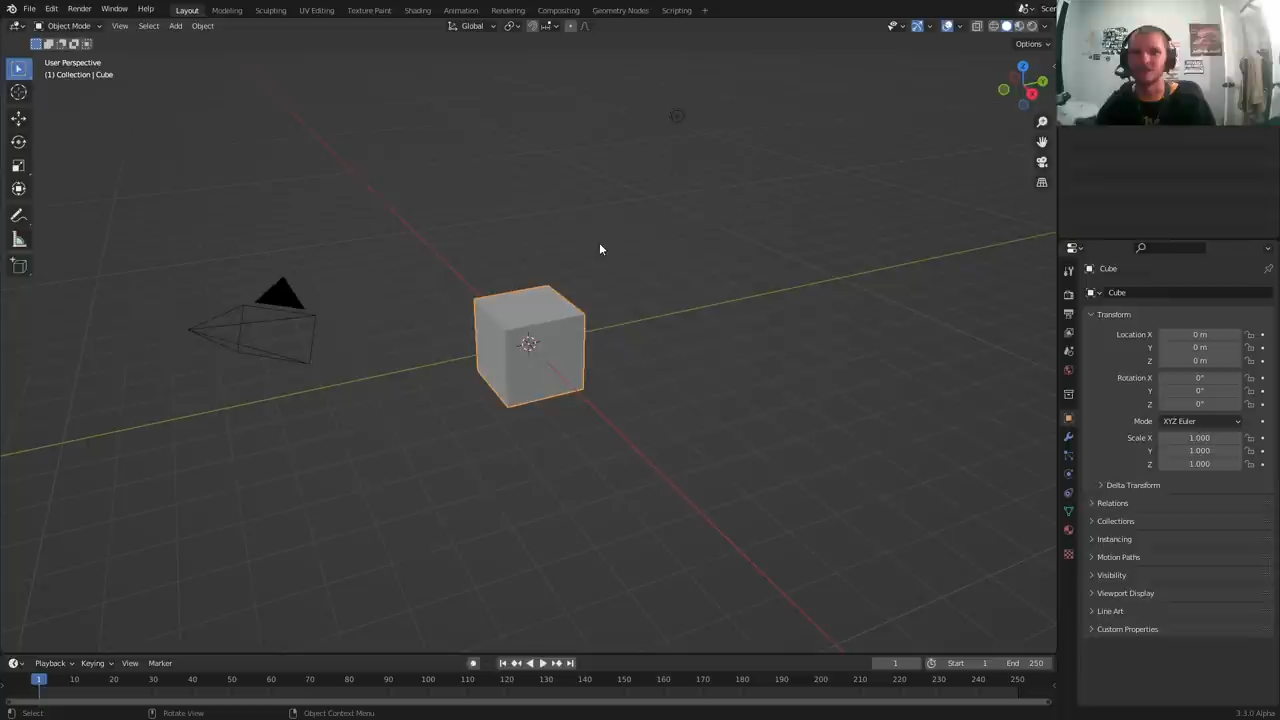 File Edit Render Window Help Layout Modeling Sculpting UV Editing Texture Paint Shading Animation Rendering Compositing Geometry Nodes Scripting + Scen
Object Mode View Select Add Object Global
Options
User Perspective
(1) Collection | Cube
Z
Y
X
Cube
Cube
Transform
Location X 0 m
Y 0 m
Z 0 m
Rotation X 0°
Y 0°
Z 0°
Mode XYZ Euler
Scale X 1.000
Y 1.000
Z 1.000
Delta Transform
Relations
Collections
Instancing
Motion Paths
Visibility
Viewport Display
Line Art
Custom Properties
Playback Keying View Marker 1 Start 1 End 250
1 10 20 30 40 50 60 70 80 90 100 110 120 130 140 150 160 170 180 190 200 210 220 230 240 250
Select Rotate View Object Context Menu 3.3.0 Alpha